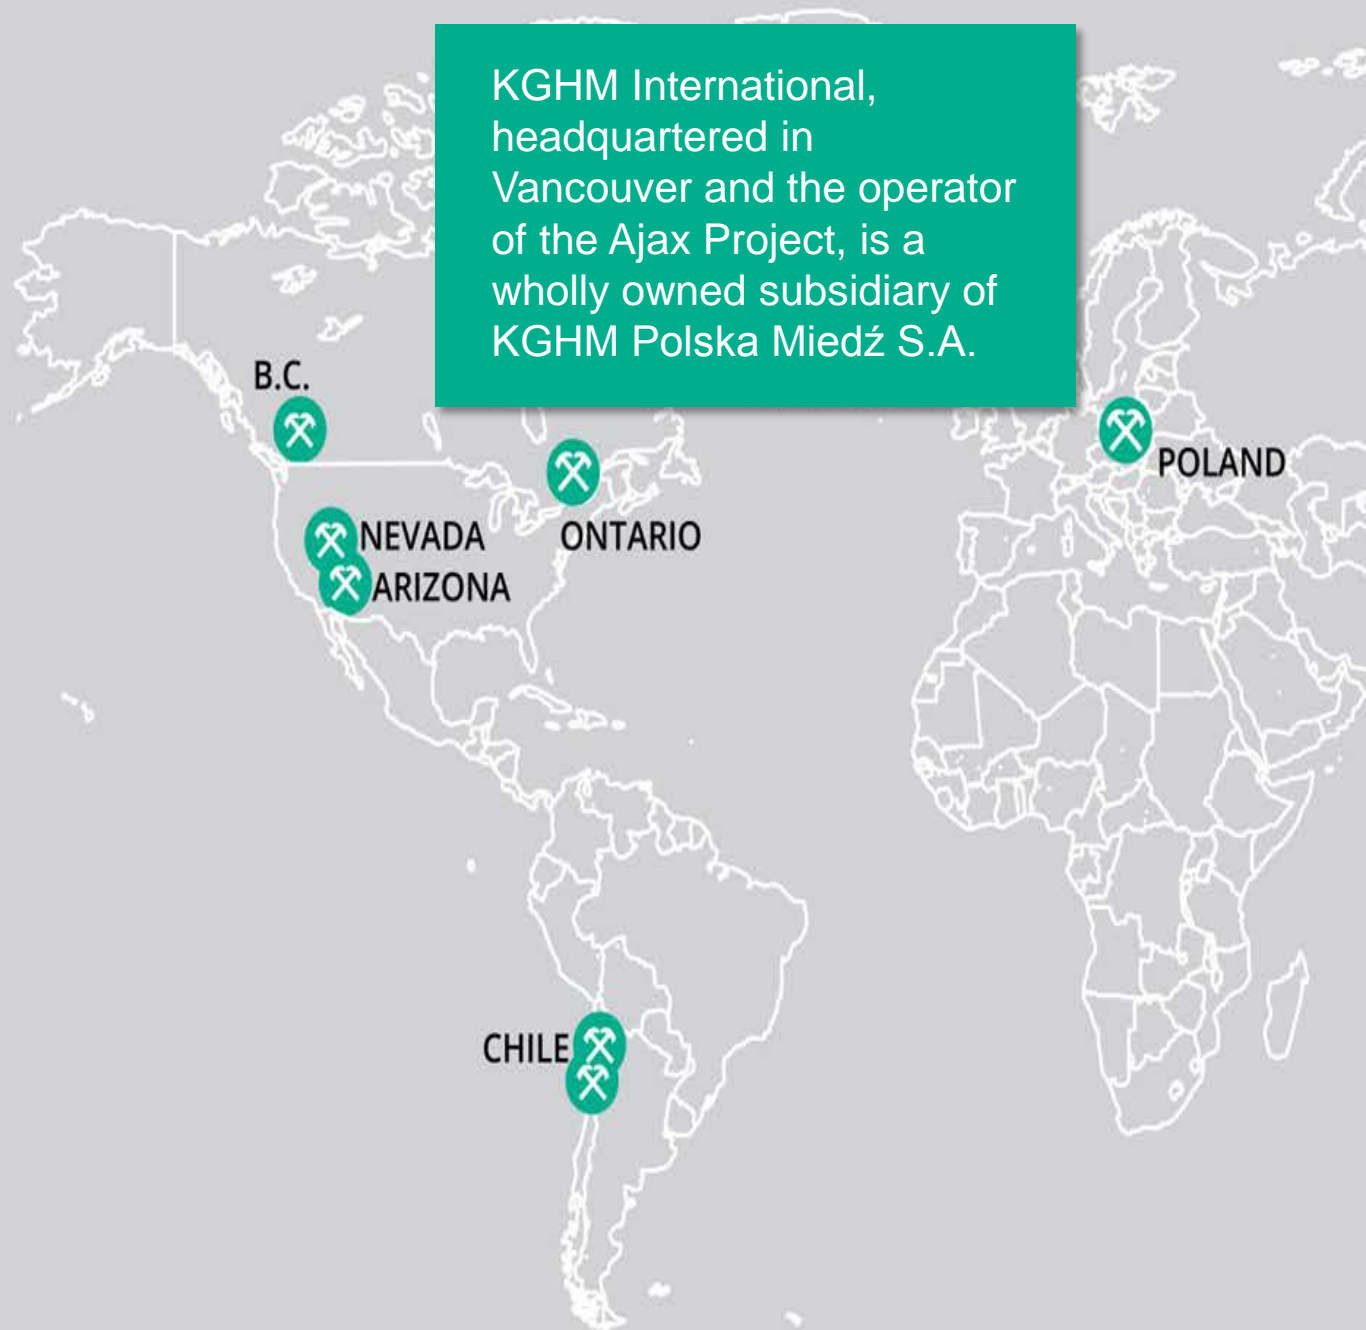 KGHM International,
headquartered in
Vancouver and the operator
of the Ajax Project, is a
wholly owned subsidiary of
KGHM Polska Miedź S.A.
B.C.
POLAND
NEVADA
ONTARIO
ARIZONA
CHILE